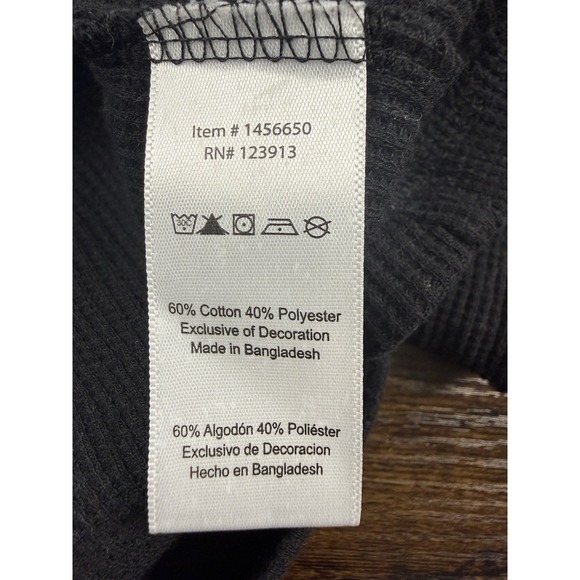 Item # 1456650
RN# 123913
30C
60% Cotton 40% Polyester
Exclusive of Decoration
Made in Bangladesh
60% Algodón 40% Poliéster
Exclusivo de Decoracion
Hecho en Bangladesh